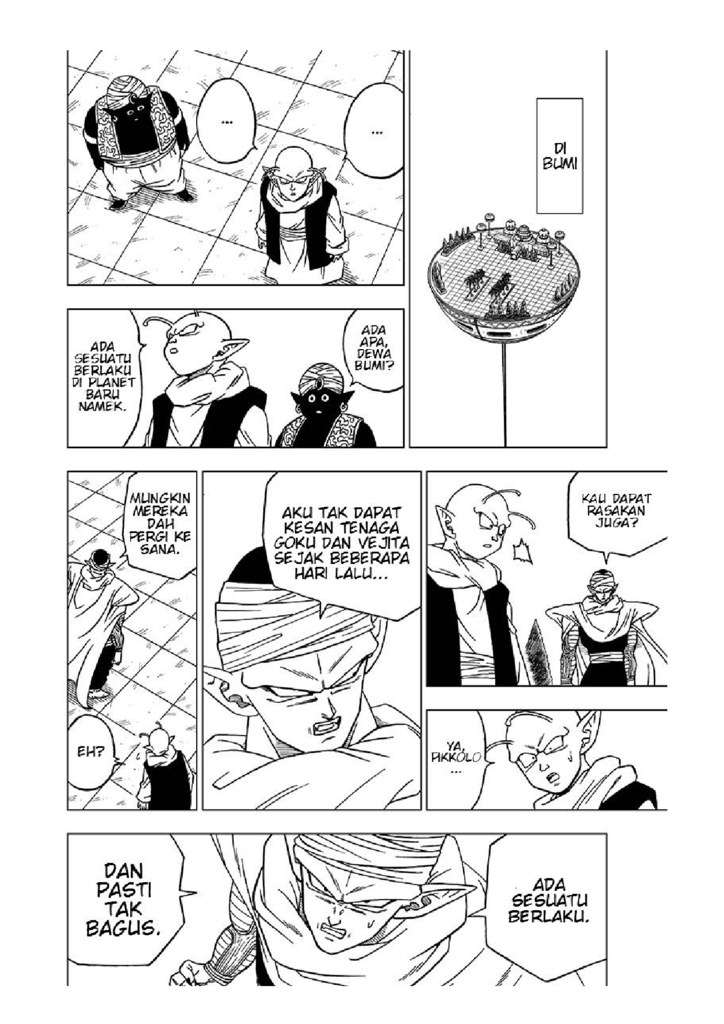 DI
BUMI
...
...
ADA
APA,
DEWA
BUMI?
ADA
SESUATU
BERLAKU
DI PLANET
BARU
NAMEK.
KAU DAPAT
RASAKAN
JUGA?
YA,
PIKKOLO
...
AKU TAK DAPAT
KESAN TENAGA
GOKU DAN VEJITA
SEJAK BEBERAPA
HARI LALU...
MUNGKIN
MEREKA
DAH
PERGI KE
SANA.
EH?
ADA
SESUATU
BERLAKU.
DAN
PASTI
TAK
BAGUS.